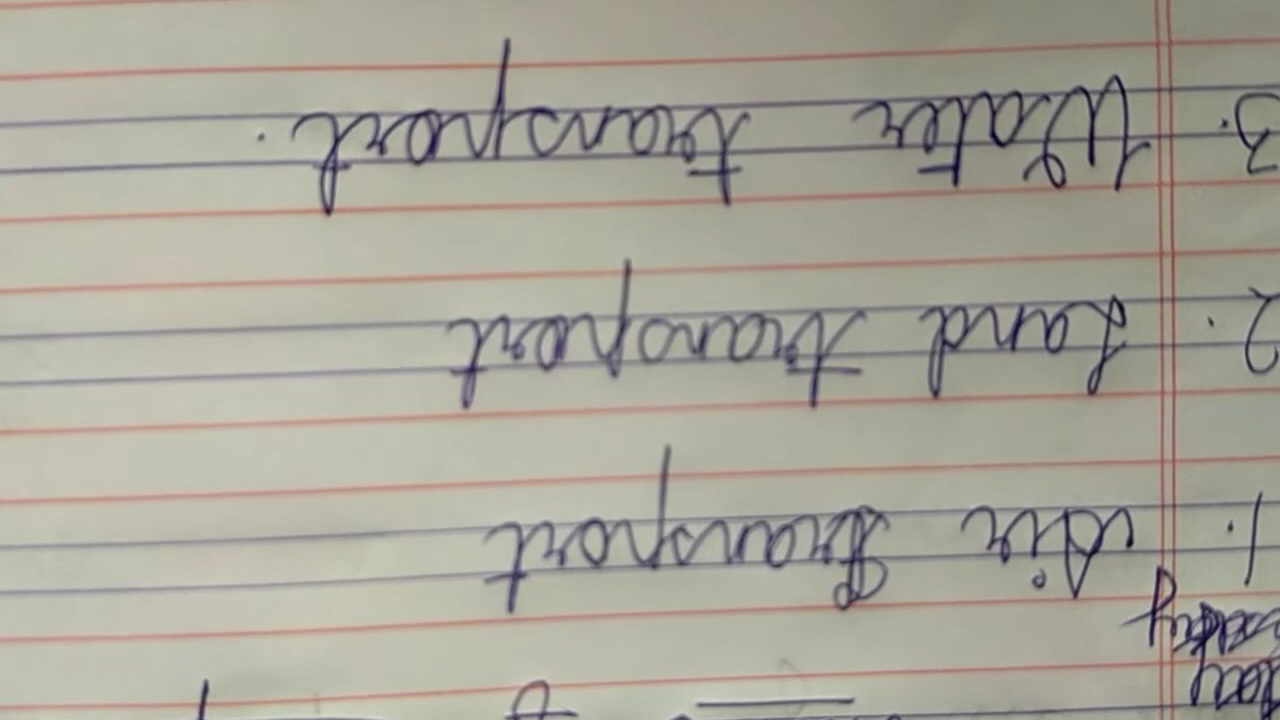 1. Air transport
2. Land transport
3. Water transport.